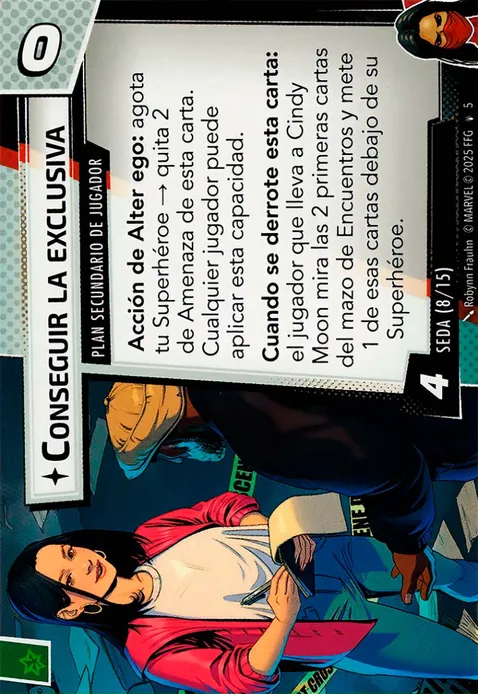 0
CONSEGUIR LA EXCLUSIVA
PLAN SECUNDARIO DE JUGADOR
Acción de Alter ego: agota
tu Superhéroe → quita 2
de Amenaza de esta carta.
Cualquier jugador puede
aplicar esta capacidad.
Cuando se derrote esta carta:
el jugador que lleva a Cindy
Moon mira las 2 primeras cartas
del mazo de Encuentros y mete
1 de esas cartas debajo de su
Superhéroe.
4
SEDA (8/15)
Robynn Frauhn © MARVEL © 2025 FFG 5
CENE
ENE D
T CROS